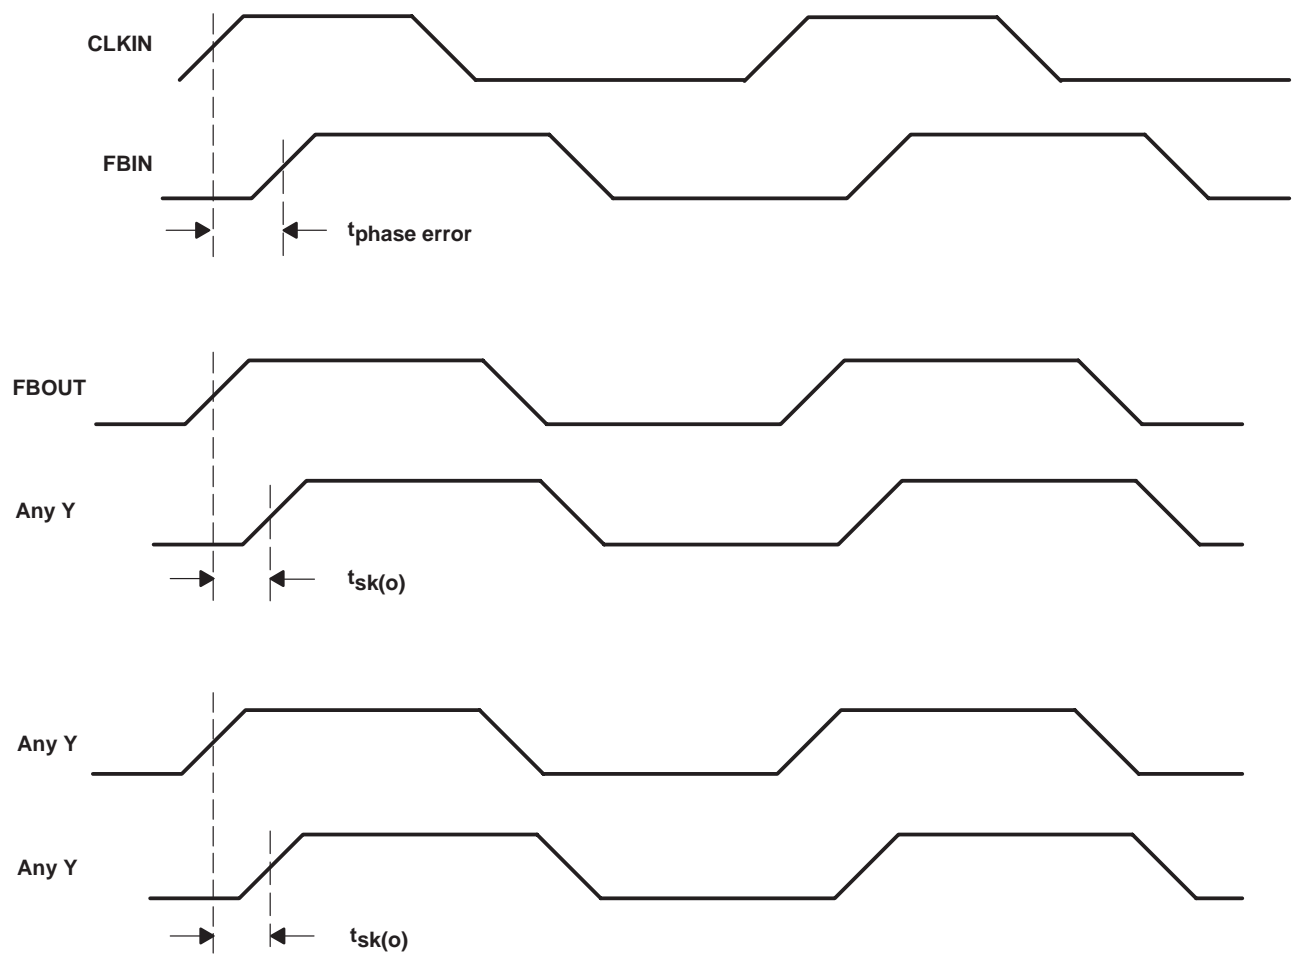 CLKIN
FBIN
tphase error
FBOUT
Any Y
tsk(o)
Any Y
Any Y
tsk(o)